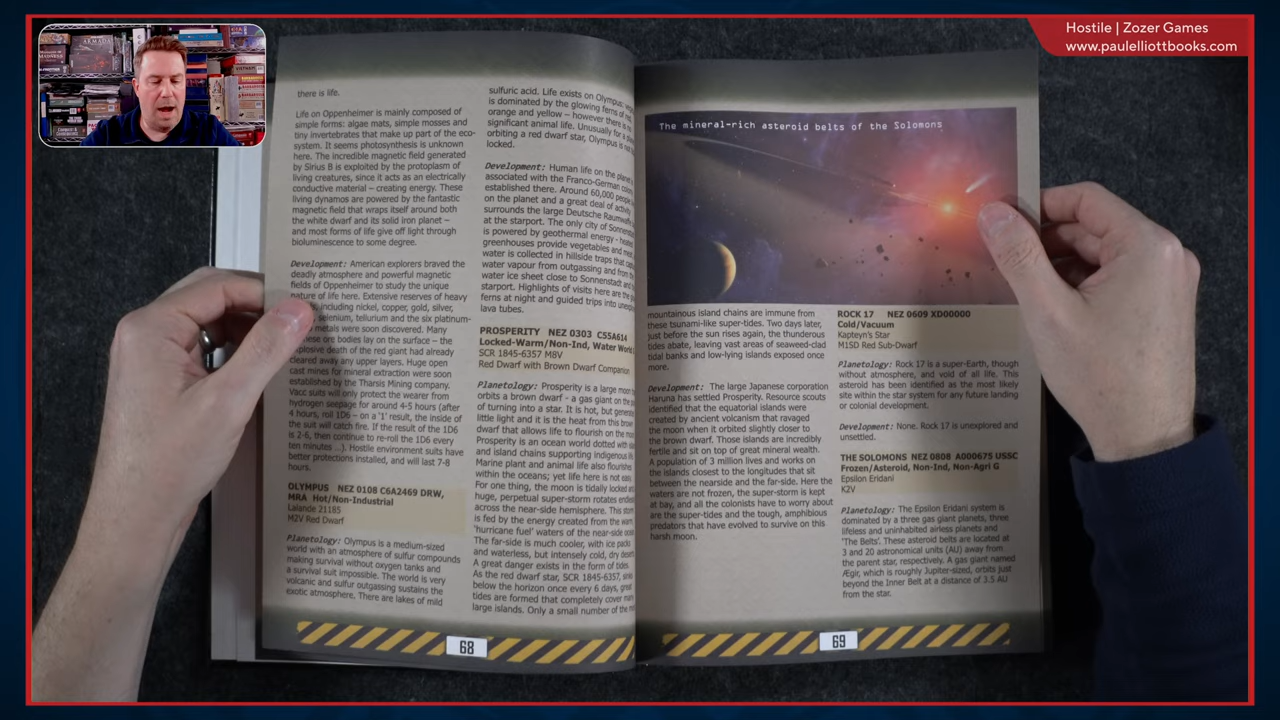 Hostile | Zozer Games
www.paulelliottbooks.com
there is life.
Life on Oppenheimer is mainly composed of
simple forms: algae mats, simple mosses and
tiny invertebrates that make up part of the eco-
system. It seems photosynthesis is unknown
here. The incredible magnetic field generated
by Sirius B is exploited by the protoplasm of
living creatures, since it acts as an electrically
conductive material – creating energy. These
living dynamos are powered by the fantastic
magnetic field that wraps itself around both
the white dwarf and its solid iron planet –
and most forms of life give off light through
bioluminescence to some degree.
Development: American explorers braved the
deadly atmosphere and powerful magnetic
fields of Oppenheimer to study the unique
nature of life here. Extensive reserves of heavy
including nickel, copper, gold, silver,
selenium, tellurium and the six platinum-
metals were soon discovered. Many
ore bodies lay on the surface – the
explosive death of the red giant had already
cleared away any upper layers. Huge open
cast mines for mineral extraction were soon
established by the Tharsis Mining company.
Vacc suits will only protect the wearer from
hydrogen seepage for around 4-5 hours (after
4 hours, roll 1D6 – on a '1' result, the inside of
the suit will catch fire. If the result of the 1D6
is 2-6, then continue to re-roll the 1D6 every
ten minutes ...). Hostile environment suits have
better protections installed, and will last 7-8
hours.
OLYMPUS NEZ 0108 C6A2469 DRW,
MRA Hot/Non-Industrial
Lalande 21185
M2V Red Dwarf
Planetology: Olympus is a medium-sized
world with an atmosphere of sulfur compounds
making survival without oxygen tanks and
a survival suit impossible. The world is very
volcanic and sulfur outgassing sustains the
exotic atmosphere. There are lakes of mild
sulfuric acid. Life exists on Olympus:
is dominated by the glowing ferns of
orange and yellow – however there is
significant animal life. Unusually for a
orbiting a red dwarf star, Olympus is not
locked.
Development: Human life on the planet
associated with the Franco-German
established there. Around 60,000 people
on the planet and a great deal of activity
surrounds the large Deutsche Raumwaffe
at the starport. The only city of Sonnen
is powered by geothermal energy - heated
greenhouses provide vegetables and
water is collected in hillside traps that
water vapour from outgassing and from
water ice sheet close to Sonnen
starport. Highlights of visits here are the
ferns at night and guided trips into
lava tubes.
PROSPERITY NEZ 0303 C55A614
Locked-Warm/Non-Ind, Water World
SCR 1845-6357 M8V
Red Dwarf with Brown Dwarf Companion
Planetology: Prosperity is a large moon
orbits a brown dwarf - a gas giant on the
of turning into a star. It is hot, but generates
little light and it is the heat from this brown
dwarf that allows life to flourish on the
Prosperity is an ocean world dotted with
and island chains supporting indigenous
Marine plant and animal life also flourishes
within the oceans; yet life here is not easy.
For one thing, the moon is tidally locked and
huge, perpetual super-storm rotates
across the near-side hemisphere. This storm
is fed by the energy created from the warm
'hurricane fuel' waters of the near-side
The far-side is much cooler, with ice
and waterless, but intensely cold, dry
A great danger exists in the form of tides.
As the red dwarf star, SCR 1845-6357,
below the horizon once every 6 days, great
tides are formed that completely cover
large islands. Only a small number of the
68
The mineral-rich asteroid belts of the Solomons
mountainous island chains are immune from
these tsunami-like super-tides. Two days later,
just before the sun rises again, the thunderous
tides abate, leaving vast areas of seaweed-clad
tidal banks and low-lying islands exposed once
more.
Development: The large Japanese corporation
Haruna has settled Prosperity. Resource scouts
identified that the equatorial islands were
created by ancient volcanism that ravaged
the moon when it orbited slightly closer to
the brown dwarf. Those islands are incredibly
fertile and sit on top of great mineral wealth.
A population of 3 million lives and works on
the islands closest to the longitudes that sit
between the nearside and the far-side. Here the
waters are not frozen, the super-storm is kept
at bay, and all the colonists have to worry about
are the super-tides and the tough, amphibious
predators that have evolved to survive on this
harsh moon.
ROCK 17 NEZ 0609 XD00000
Cold/Vacuum
Kapteyn's Star
M1SD Red Sub-Dwarf
Planetology: Rock 17 is a super-Earth, though
without atmosphere, and void of all life. This
asteroid has been identified as the most likely
site within the star system for any future landing
or colonial development.
Development: None. Rock 17 is unexplored and
unsettled.
THE SOLOMONS NEZ 0808 A000675 USSC
Frozen/Asteroid, Non-Ind, Non-Agri G
Epsilon Eridani
K2V
Planetology: The Epsilon Eridani system is
dominated by a three gas giant planets, three
lifeless and uninhabited airless planets and
'The Belts'. These asteroid belts are located at
3 and 20 astronomical units (AU) away from
the parent star, respectively. A gas giant named
Ægir, which is roughly Jupiter-sized, orbits just
beyond the Inner Belt at a distance of 3.5 AU
from the star.
69